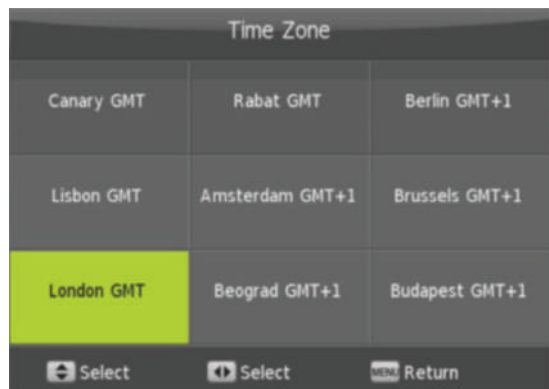 Time Zone
Canary GMT Rabat GMT Berlin GMT+1
Lisbon GMT Amsterdam GMT+1 Brussels GMT+1
London GMT Beograd GMT+1 Budapest GMT+1
Select Select MENU Return